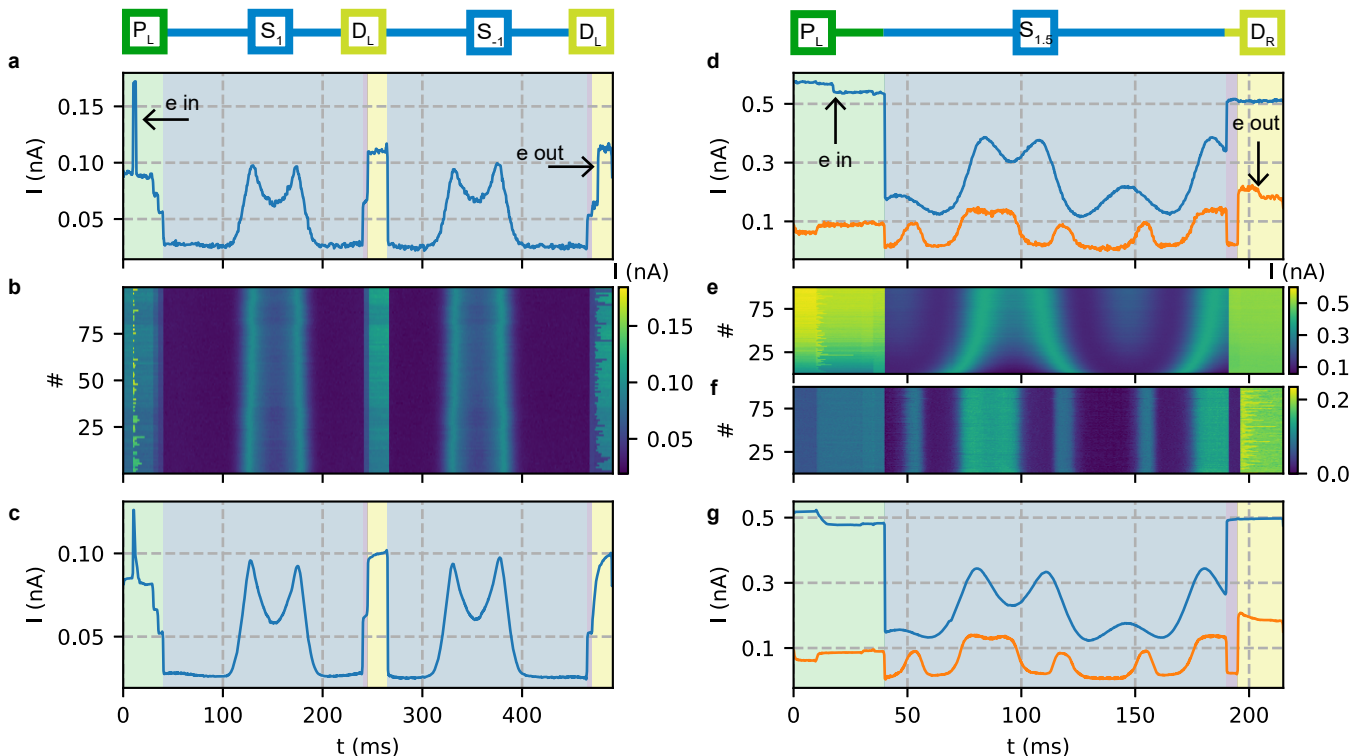 P_L S_1 D_L S_-1 D_L
P_L S_1.5 D_R
a
I (nA)
0.15
0.10
0.05
e in
e out
b
#
75
50
25
I (nA)
0.15
0.10
0.05
c
I (nA)
0.10
0.05
0 100 200 300 400
t (ms)
d
I (nA)
0.5
0.3
0.1
e in
e out
e
#
75
25
I (nA)
0.5
0.3
0.1
f
#
75
25
0.2
0.0
g
I (nA)
0.5
0.3
0.1
0 50 100 150 200
t (ms)